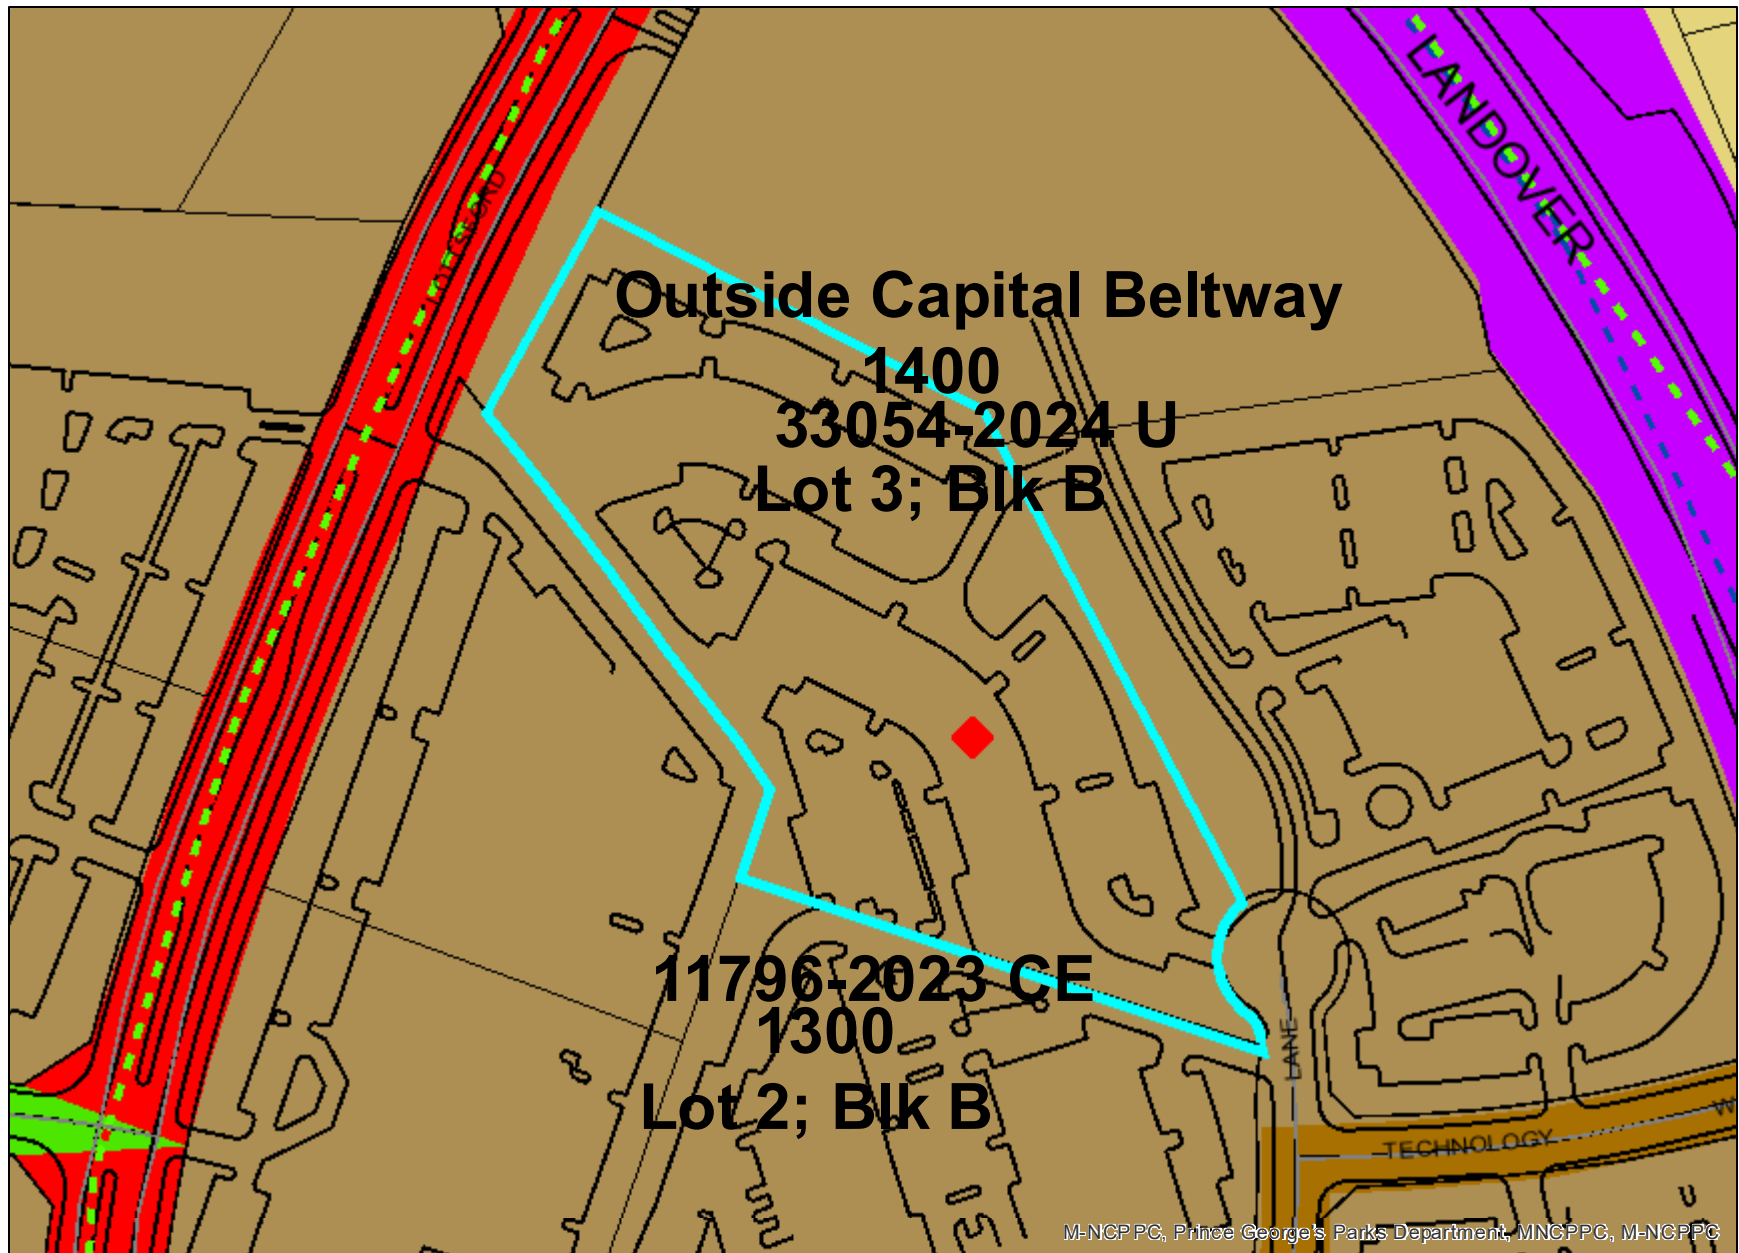 LANDOVER
LOTTSFORD
Outside Capital Beltway
1400
33054-2024 U
Lot 3; Blk B
11796-2023 CE
1300
Lot 2; Blk B
LANE
TECHNOLOGY
W
M-NCPPC, Prince George's Parks Department, MNCPPC, M-NCPPC